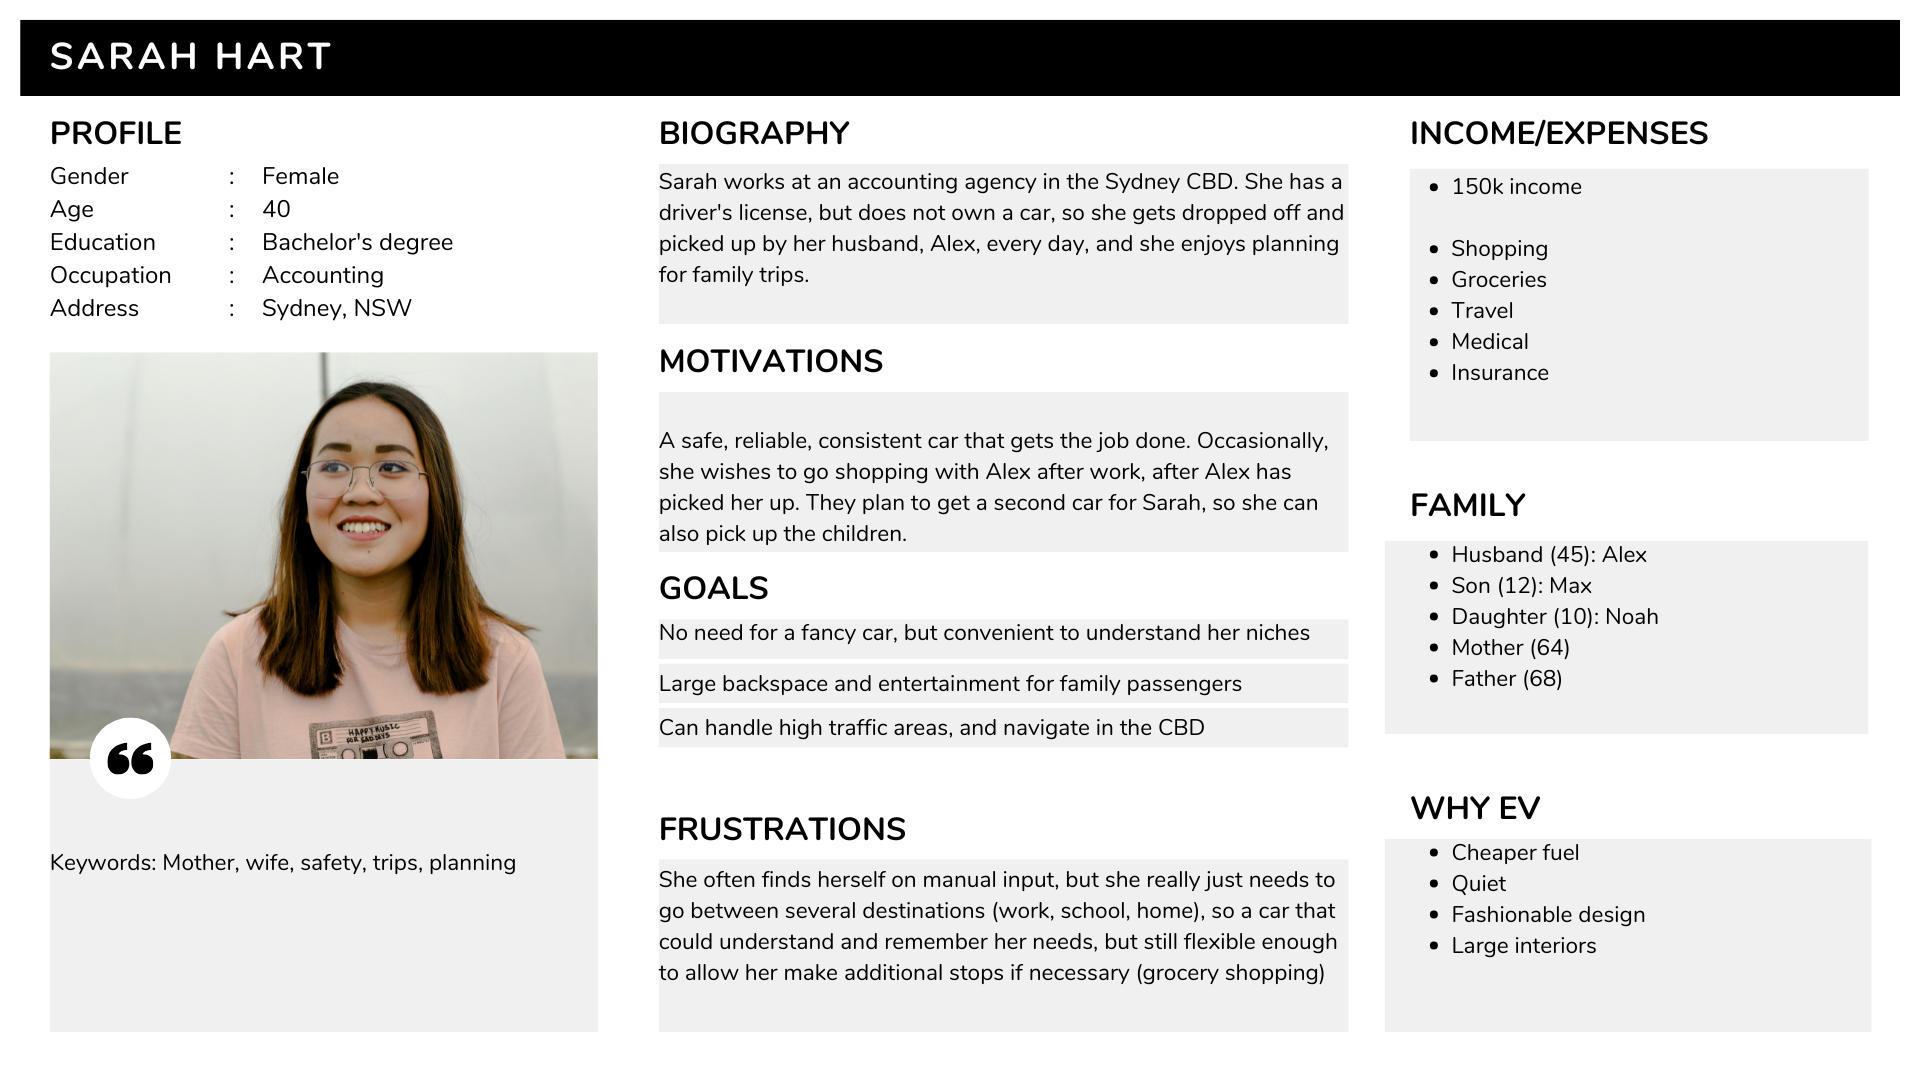 SARAH HART
PROFILE
Gender : Female
Age : 40
Education : Bachelor's degree
Occupation : Accounting
Address : Sydney, NSW
HAPPY MUSIC
FOR SAD DAYS
B
Keywords: Mother, wife, safety, trips, planning
BIOGRAPHY
Sarah works at an accounting agency in the Sydney CBD. She has a
driver's license, but does not own a car, so she gets dropped off and
picked up by her husband, Alex, every day, and she enjoys planning
for family trips.
MOTIVATIONS
A safe, reliable, consistent car that gets the job done. Occasionally,
she wishes to go shopping with Alex after work, after Alex has
picked her up. They plan to get a second car for Sarah, so she can
also pick up the children.
GOALS
No need for a fancy car, but convenient to understand her niches
Large backspace and entertainment for family passengers
Can handle high traffic areas, and navigate in the CBD
FRUSTRATIONS
She often finds herself on manual input, but she really just needs to
go between several destinations (work, school, home), so a car that
could understand and remember her needs, but still flexible enough
to allow her make additional stops if necessary (grocery shopping)
INCOME/EXPENSES
150k income
Shopping
Groceries
Travel
Medical
Insurance
FAMILY
Husband (45): Alex
Son (12): Max
Daughter (10): Noah
Mother (64)
Father (68)
WHY EV
Cheaper fuel
Quiet
Fashionable design
Large interiors